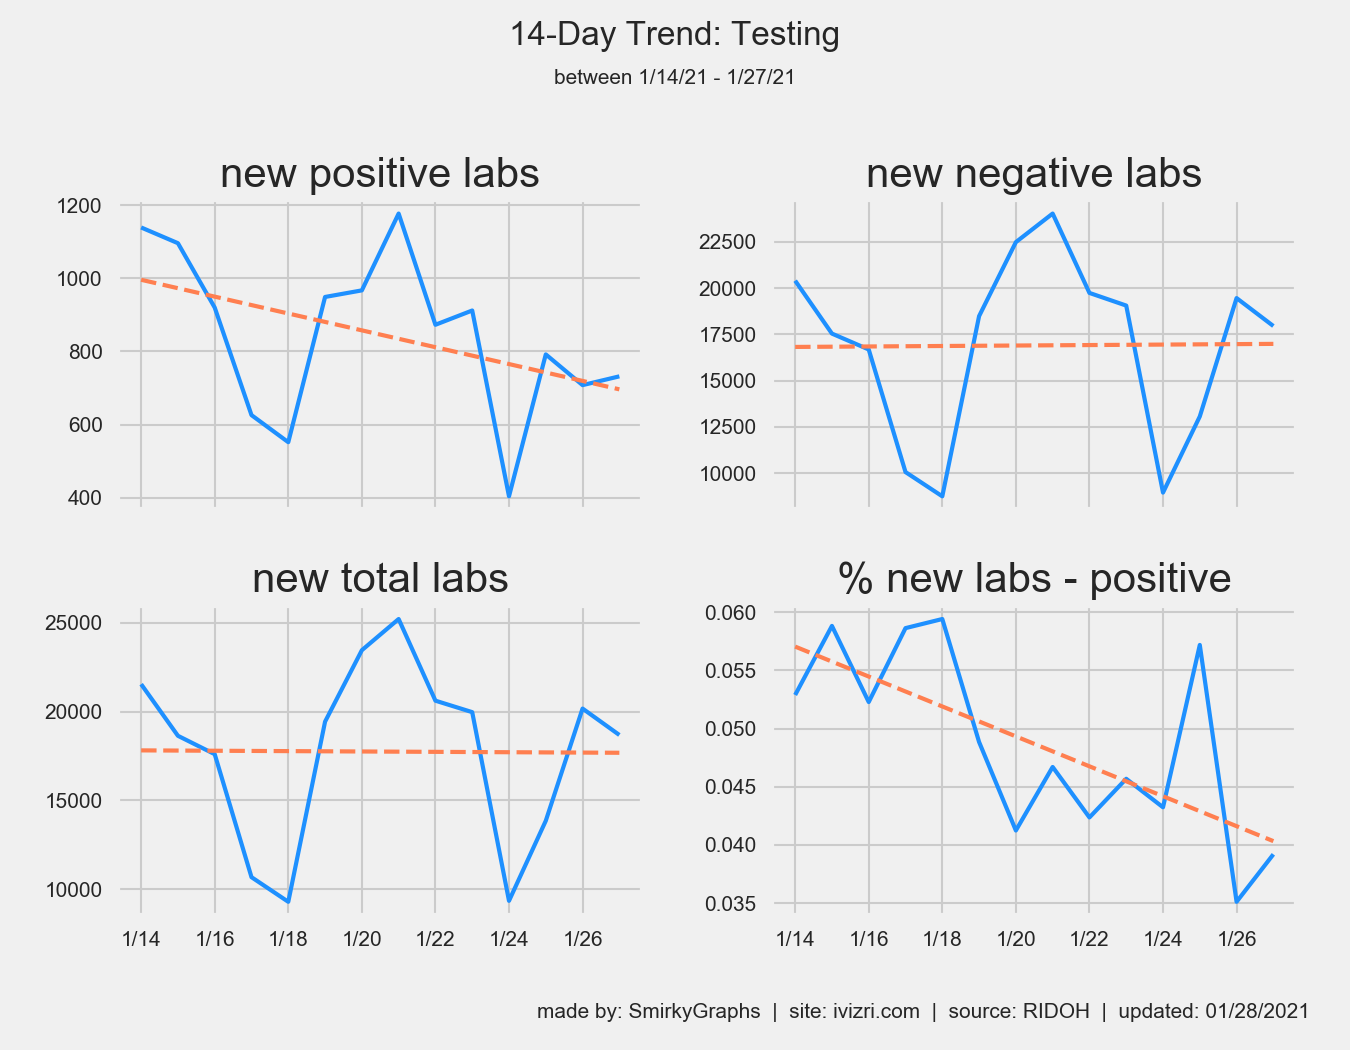 14-Day Trend: Testing
between 1/14/21 - 1/27/21
new positive labs
1200
1000
800
600
400
new negative labs
22500
20000
17500
15000
12500
10000
new total labs
25000
20000
15000
10000
1/14 1/16 1/18 1/20 1/22 1/24 1/26
% new labs - positive
0.060
0.055
0.050
0.045
0.040
0.035
1/14 1/16 1/18 1/20 1/22 1/24 1/26
made by: SmirkyGraphs | site: ivizri.com | source: RIDOH | updated: 01/28/2021